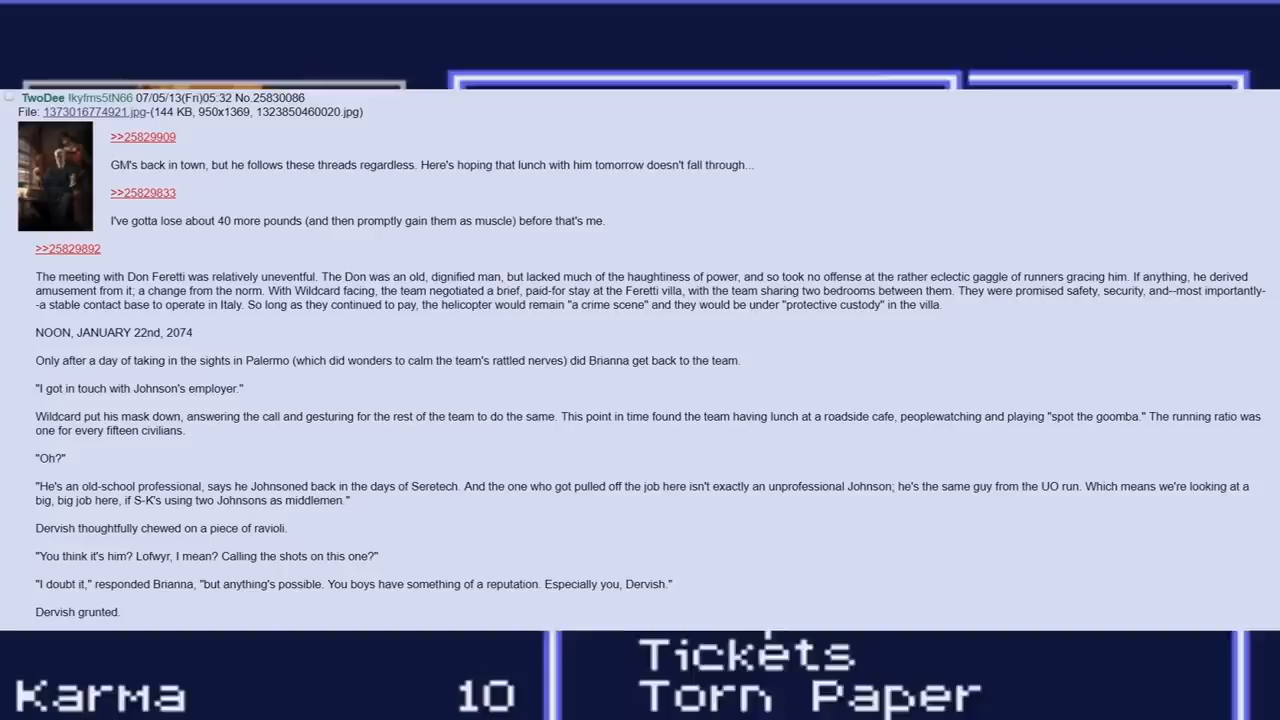 TwoDee !kyfms5tN66 07/05/13(Fri)05:32 No.25830086
File: 1373016774921.jpg-(144 KB, 950x1369, 1323850460020.jpg)
>>25829909
GM's back in town, but he follows these threads regardless. Here's hoping that lunch with him tomorrow doesn't fall through...
>>25829833
I've gotta lose about 40 more pounds (and then promptly gain them as muscle) before that's me.
>>25829892
The meeting with Don Feretti was relatively uneventful. The Don was an old, dignified man, but lacked much of the haughtiness of power, and so took no offense at the rather eclectic gaggle of runners gracing him. If anything, he derived
amusement from it; a change from the norm. With Wildcard facing, the team negotiated a brief, paid-for stay at the Feretti villa, with the team sharing two bedrooms between them. They were promised safety, security, and--most importantly-
-a stable contact base to operate in Italy. So long as they continued to pay, the helicopter would remain "a crime scene" and they would be under "protective custody" in the villa.
NOON, JANUARY 22nd, 2074
Only after a day of taking in the sights in Palermo (which did wonders to calm the team's rattled nerves) did Brianna get back to the team.
"I got in touch with Johnson's employer."
Wildcard put his mask down, answering the call and gesturing for the rest of the team to do the same. This point in time found the team having lunch at a roadside cafe, peoplewatching and playing "spot the goomba." The running ratio was
one for every fifteen civilians.
"Oh?"
"He's an old-school professional, says he Johnsoned back in the days of Seretech. And the one who got pulled off the job here isn't exactly an unprofessional Johnson; he's the same guy from the UO run. Which means we're looking at a
big, big job here, if S-K's using two Johnsons as middlemen."
Dervish thoughtfully chewed on a piece of ravioli.
"You think it's him? Lofwyr, I mean? Calling the shots on this one?"
"I doubt it," responded Brianna, "but anything's possible. You boys have something of a reputation. Especially you, Dervish."
Dervish grunted.
Tickets
Karma 10 Torn Paper